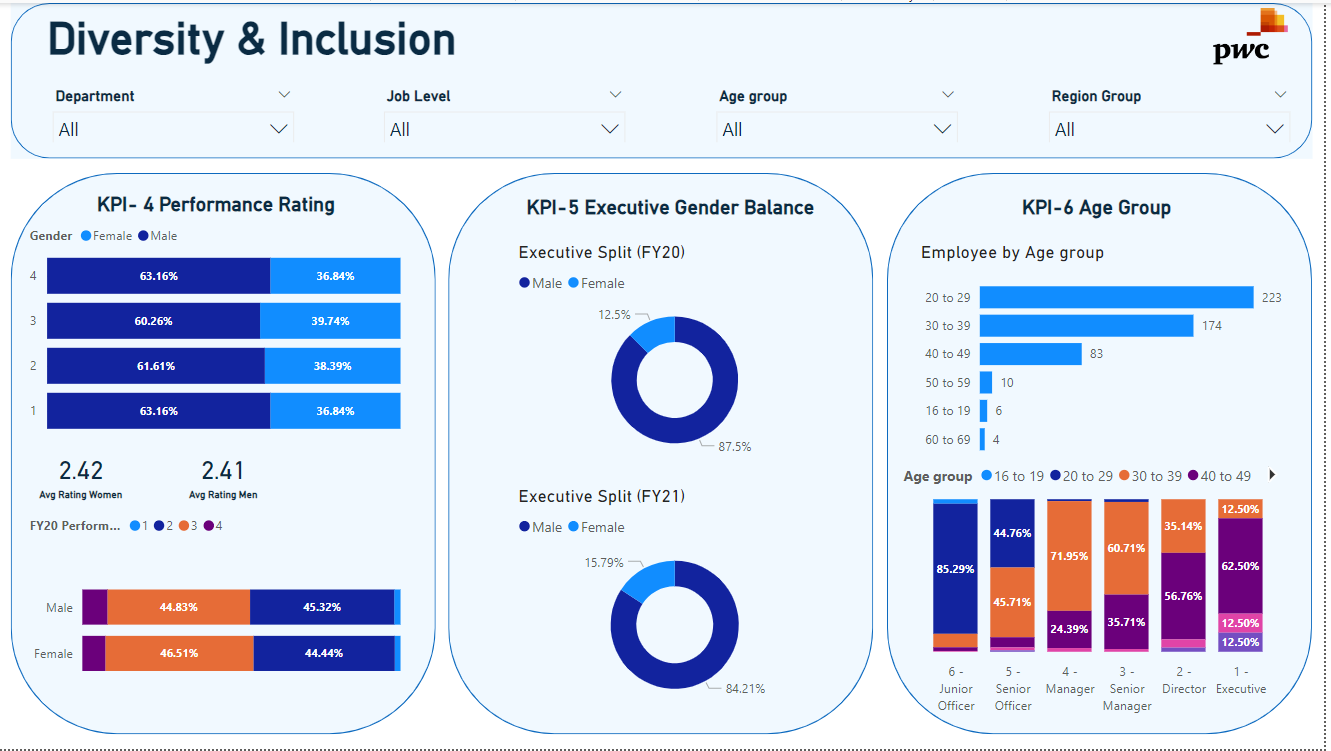 Diversity & Inclusion
pwc
Department
Job Level
Age group
Region Group
All
All
All
All
KPI- 4 Performance Rating
Gender Female Male
4 63.16% 36.84%
3 60.26% 39.74%
2 61.61% 38.39%
1 63.16% 36.84%
2.42 2.41
Avg Rating Women Avg Rating Men
FY20 Perform... 1 2 3 4
Male 44.83% 45.32%
Female 46.51% 44.44%
KPI-5 Executive Gender Balance
Executive Split (FY20)
Male Female
12.5%
87.5%
Executive Split (FY21)
Male Female
15.79%
84.21%
KPI-6 Age Group
Employee by Age group
20 to 29 223
30 to 39 174
40 to 49 83
50 to 59 10
16 to 19 6
60 to 69 4
Age group 16 to 19 20 to 29 30 to 39 40 to 49
85.29%
44.76%
45.71%
71.95%
24.39%
60.71%
35.71%
35.14%
56.76%
12.50%
62.50%
12.50%
12.50%
6 -
Junior
Officer
5 -
Senior
Officer
4 -
Manager
3 -
Senior
Manager
2 -
Director
1 -
Executive